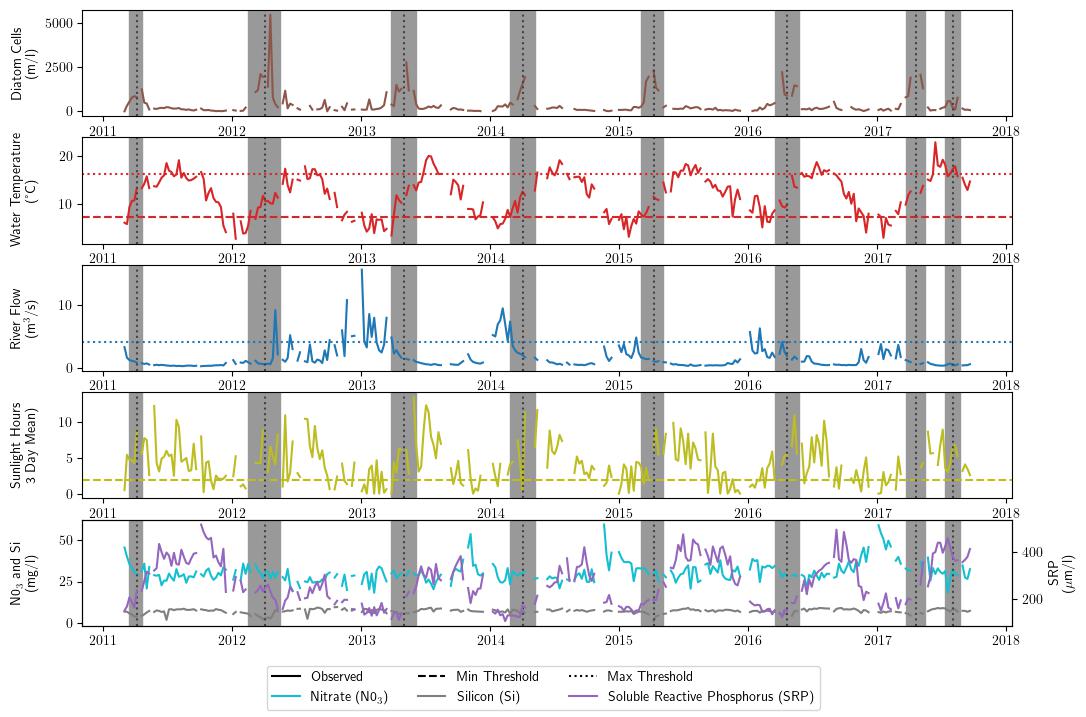 Diatom Cells
(m/l)
5000
2500
0
2011 2012 2013 2014 2015 2016 2017 2018
Water Temperature
(°C)
20
10
2011 2012 2013 2014 2015 2016 2017 2018
River Flow
(m³/s)
10
0
2011 2012 2013 2014 2015 2016 2017 2018
Sunlight Hours
3 Day Mean)
10
5
0
2011 2012 2013 2014 2015 2016 2017 2018
N0₃ and Si
(mg/l)
50
25
0
400
200
SRP
(μm/l)
2011 2012 2013 2014 2015 2016 2017 2018
Observed Min Threshold Max Threshold
Nitrate (N0₃) Silicon (Si) Soluble Reactive Phosphorus (SRP)